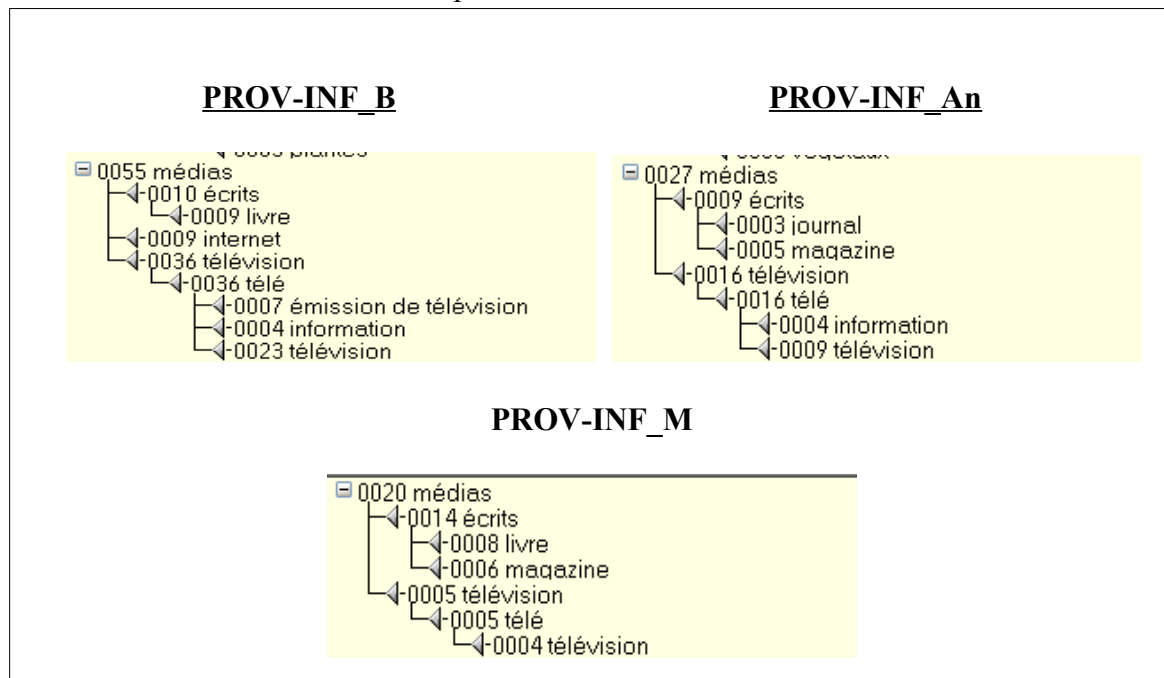 PROV-INF_B
0055 médias
0010 écrits
0009 livre
0009 internet
0036 télévision
0036 télé
0007 émission de télévision
0004 information
0023 télévision
PROV-INF_An
0027 médias
0009 écrits
0003 journal
0005 magazine
0016 télévision
0016 télé
0004 information
0009 télévision
PROV-INF_M
0020 médias
0014 écrits
0008 livre
0006 magazine
0005 télévision
0005 télé
0004 télévision